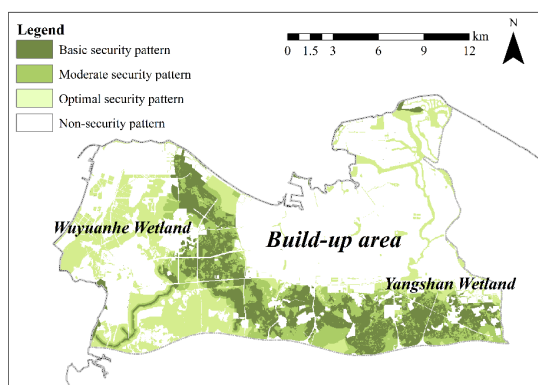 Legend
Basic security pattern
Moderate security pattern
Optimal security pattern
Non-security pattern
km
0 1.5 3 6 9 12
N
Wuyuanhe Wetland
Build-up area
Yangshan Wetland